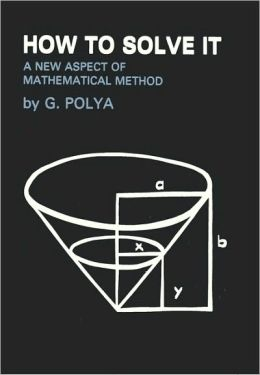 HOW TO SOLVE IT
A NEW ASPECT OF
MATHEMATICAL METHOD
by G. POLYA
a
b
x
y